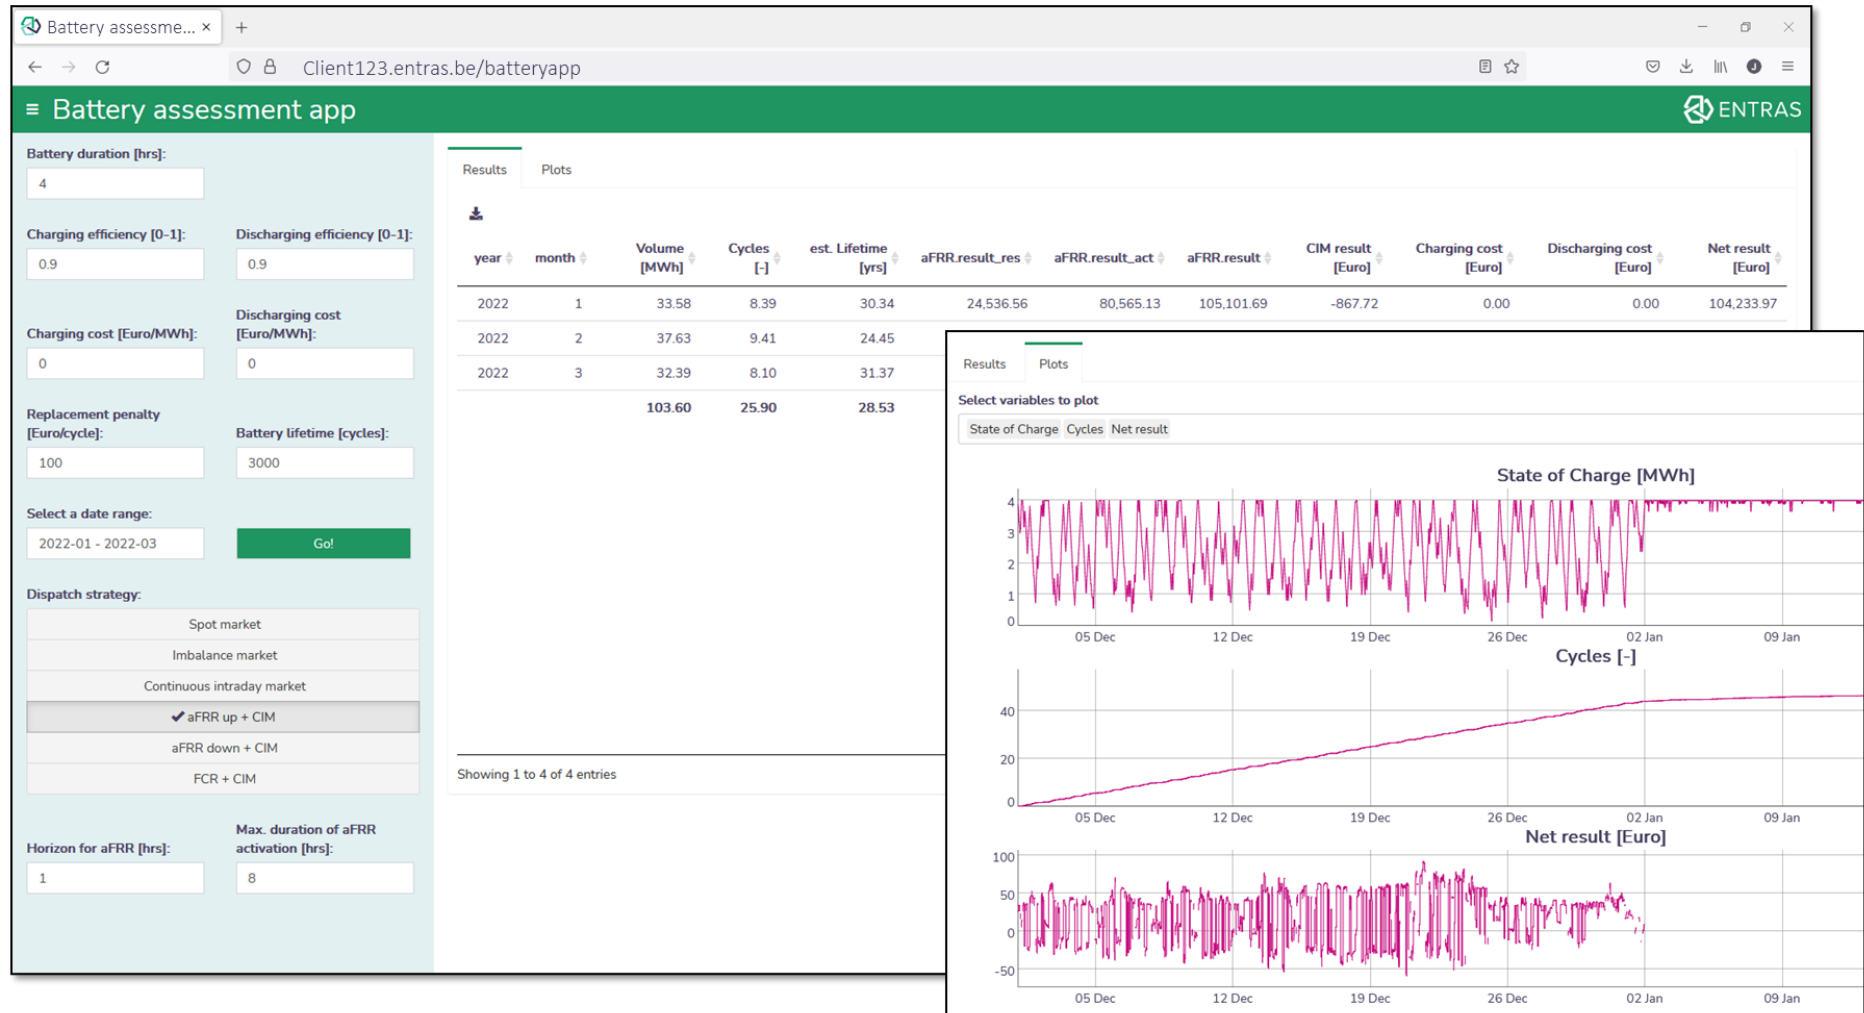 Battery assessme... ×
Client123.entras.be/batteryapp
J
Battery assessment app
ENTRAS
Battery duration [hrs]:
4
Charging efficiency [0-1]: Discharging efficiency [0-1]:
0.9 0.9
Charging cost [Euro/MWh]: Discharging cost
[Euro/MWh]:
0 0
Replacement penalty
[Euro/cycle]: Battery lifetime [cycles]:
100 3000
Select a date range:
2022-01 - 2022-03 Go!
Dispatch strategy:
Spot market
Imbalance market
Continuous intraday market
✔ aFRR up + CIM
aFRR down + CIM
FCR + CIM
Horizon for aFRR [hrs]: Max. duration of aFRR
activation [hrs]:
1 8
Results Plots
year month Volume [MWh] Cycles [-] est. Lifetime [yrs] aFRR.result_res aFRR.result_act aFRR.result CIM result [Euro] Charging cost [Euro] Discharging cost [Euro] Net result [Euro]
2022 1 33.58 8.39 30.34 24,536.56 80,565.13 105,101.69 -867.72 0.00 0.00 104,233.97
2022 2 37.63 9.41 24.45
2022 3 32.39 8.10 31.37
103.60 25.90 28.53
Showing 1 to 4 of 4 entries
Results Plots
Select variables to plot
State of Charge Cycles Net result
State of Charge [MWh]
4
3
2
1
0
05 Dec 12 Dec 19 Dec 26 Dec 02 Jan 09 Jan
Cycles [-]
40
20
0
05 Dec 12 Dec 19 Dec 26 Dec 02 Jan 09 Jan
Net result [Euro]
100
50
0
-50
05 Dec 12 Dec 19 Dec 26 Dec 02 Jan 09 Jan